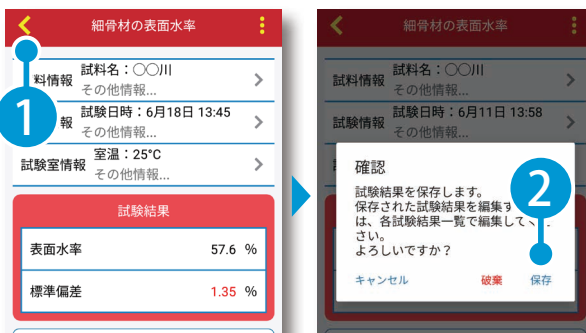 細骨材の表面水率
料情報 試料名：〇〇川
その他情報...
報 試験日時：6月18日 13:45
その他情報...
試験室情報 室温：25°C
その他情報...
試験結果
表面水率 57.6 %
標準偏差 1.35 %
1
細骨材の表面水率
試料情報 試料名：〇〇川
その他情報...
試験情報 試験日時：6月11日 13:58
その他情報...
確認
試験結果を保存します。
保存された試験結果を編集す
は、各試験結果一覧で編集して
さい。
よろしいですか？
キャンセル 破棄 保存
2